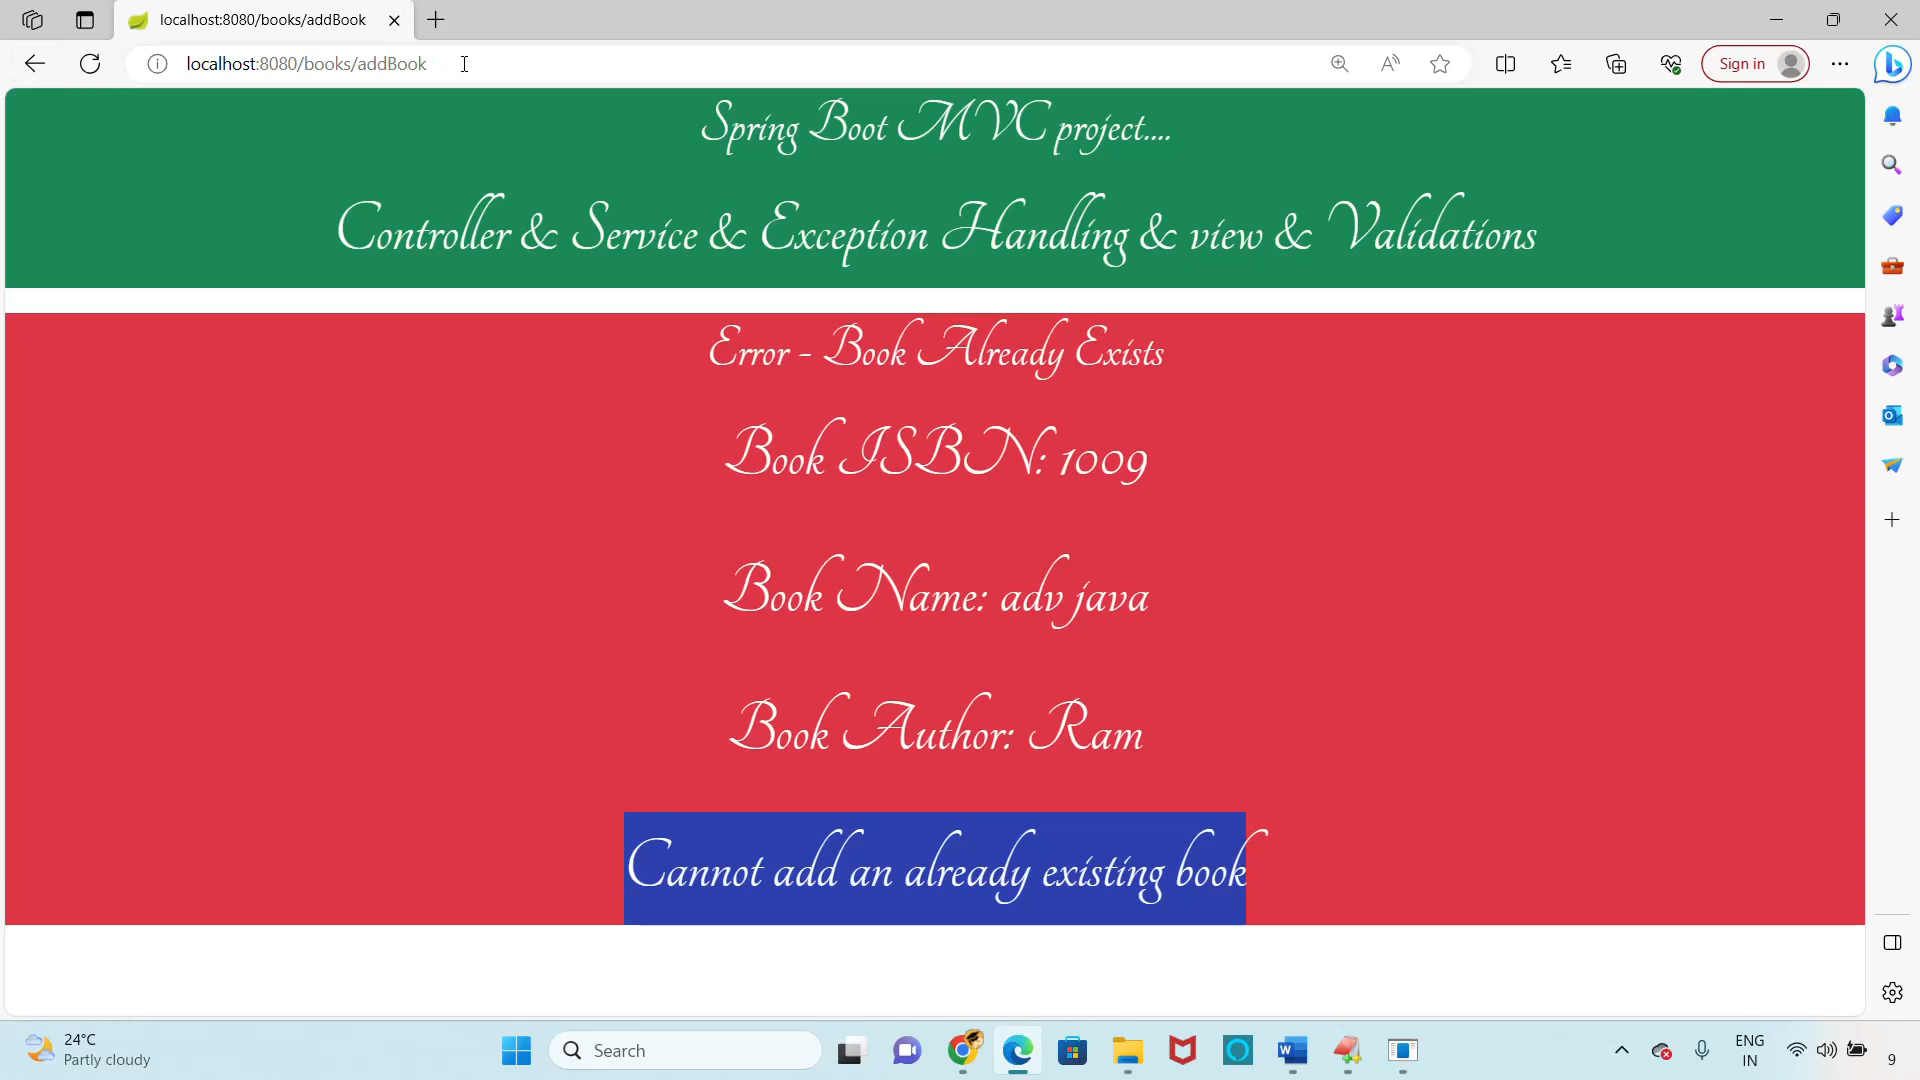 localhost:8080/books/addBook
localhost:8080/books/addBook
Sign in
Spring Boot MVC project....
Controller & Service & Exception Handling & view & Validations
Error - Book Already Exists
Book ISBN: 1009
Book Name: adv java
Book Author: Ram
Cannot add an already existing book
24°C
Partly cloudy
Search
ENG
IN
9